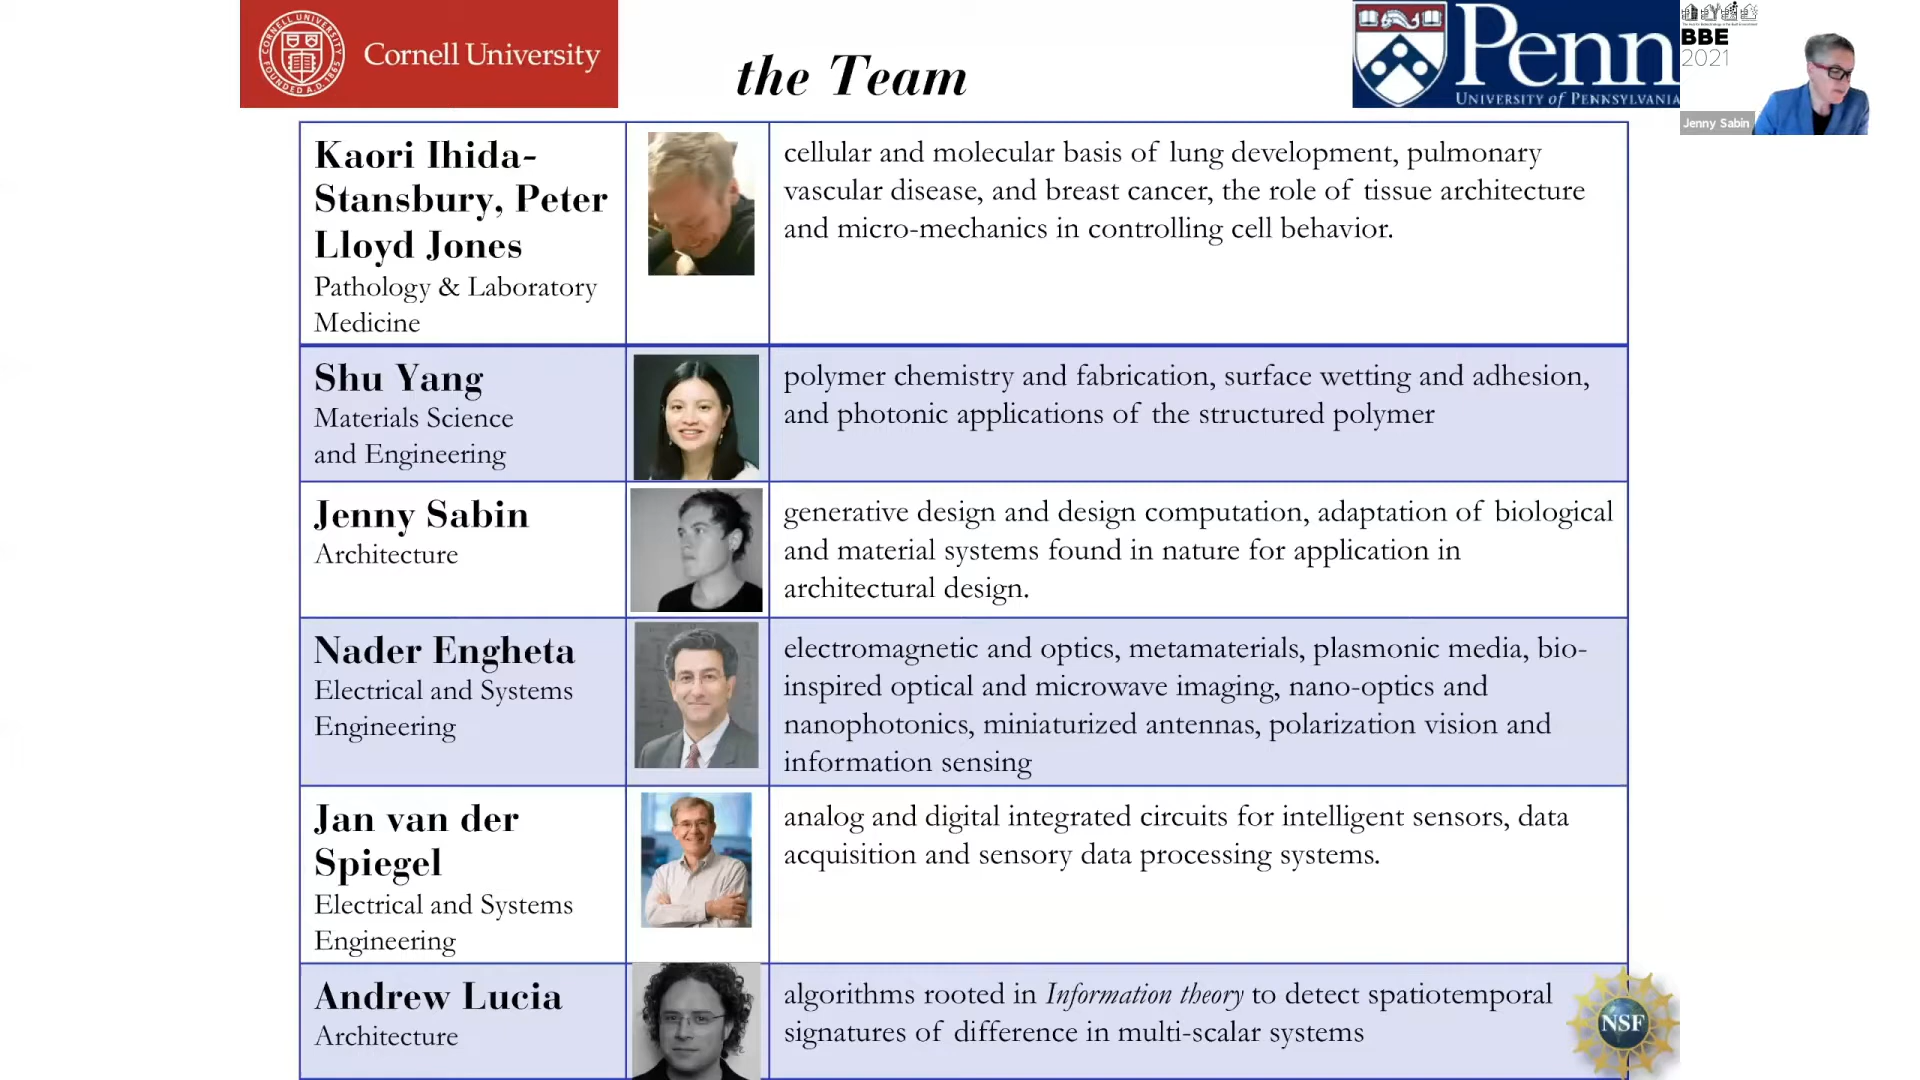 CORNELL UNIVERSITY
FOUNDED A.D. 1865
Cornell University
the Team
Penn
UNIVERSITY of PENNSYLVANIA
BBE
2021
Jenny Sabin
Kaori Ihida-
Stansbury, Peter
Lloyd Jones
Pathology & Laboratory
Medicine
cellular and molecular basis of lung development, pulmonary
vascular disease, and breast cancer, the role of tissue architecture
and micro-mechanics in controlling cell behavior.
Shu Yang
Materials Science
and Engineering
polymer chemistry and fabrication, surface wetting and adhesion,
and photonic applications of the structured polymer
Jenny Sabin
Architecture
generative design and design computation, adaptation of biological
and material systems found in nature for application in
architectural design.
Nader Engheta
Electrical and Systems
Engineering
electromagnetic and optics, metamaterials, plasmonic media, bio-
inspired optical and microwave imaging, nano-optics and
nanophotonics, miniaturized antennas, polarization vision and
information sensing
Jan van der
Spiegel
Electrical and Systems
Engineering
analog and digital integrated circuits for intelligent sensors, data
acquisition and sensory data processing systems.
Andrew Lucia
Architecture
algorithms rooted in Information theory to detect spatiotemporal
signatures of difference in multi-scalar systems
NSF